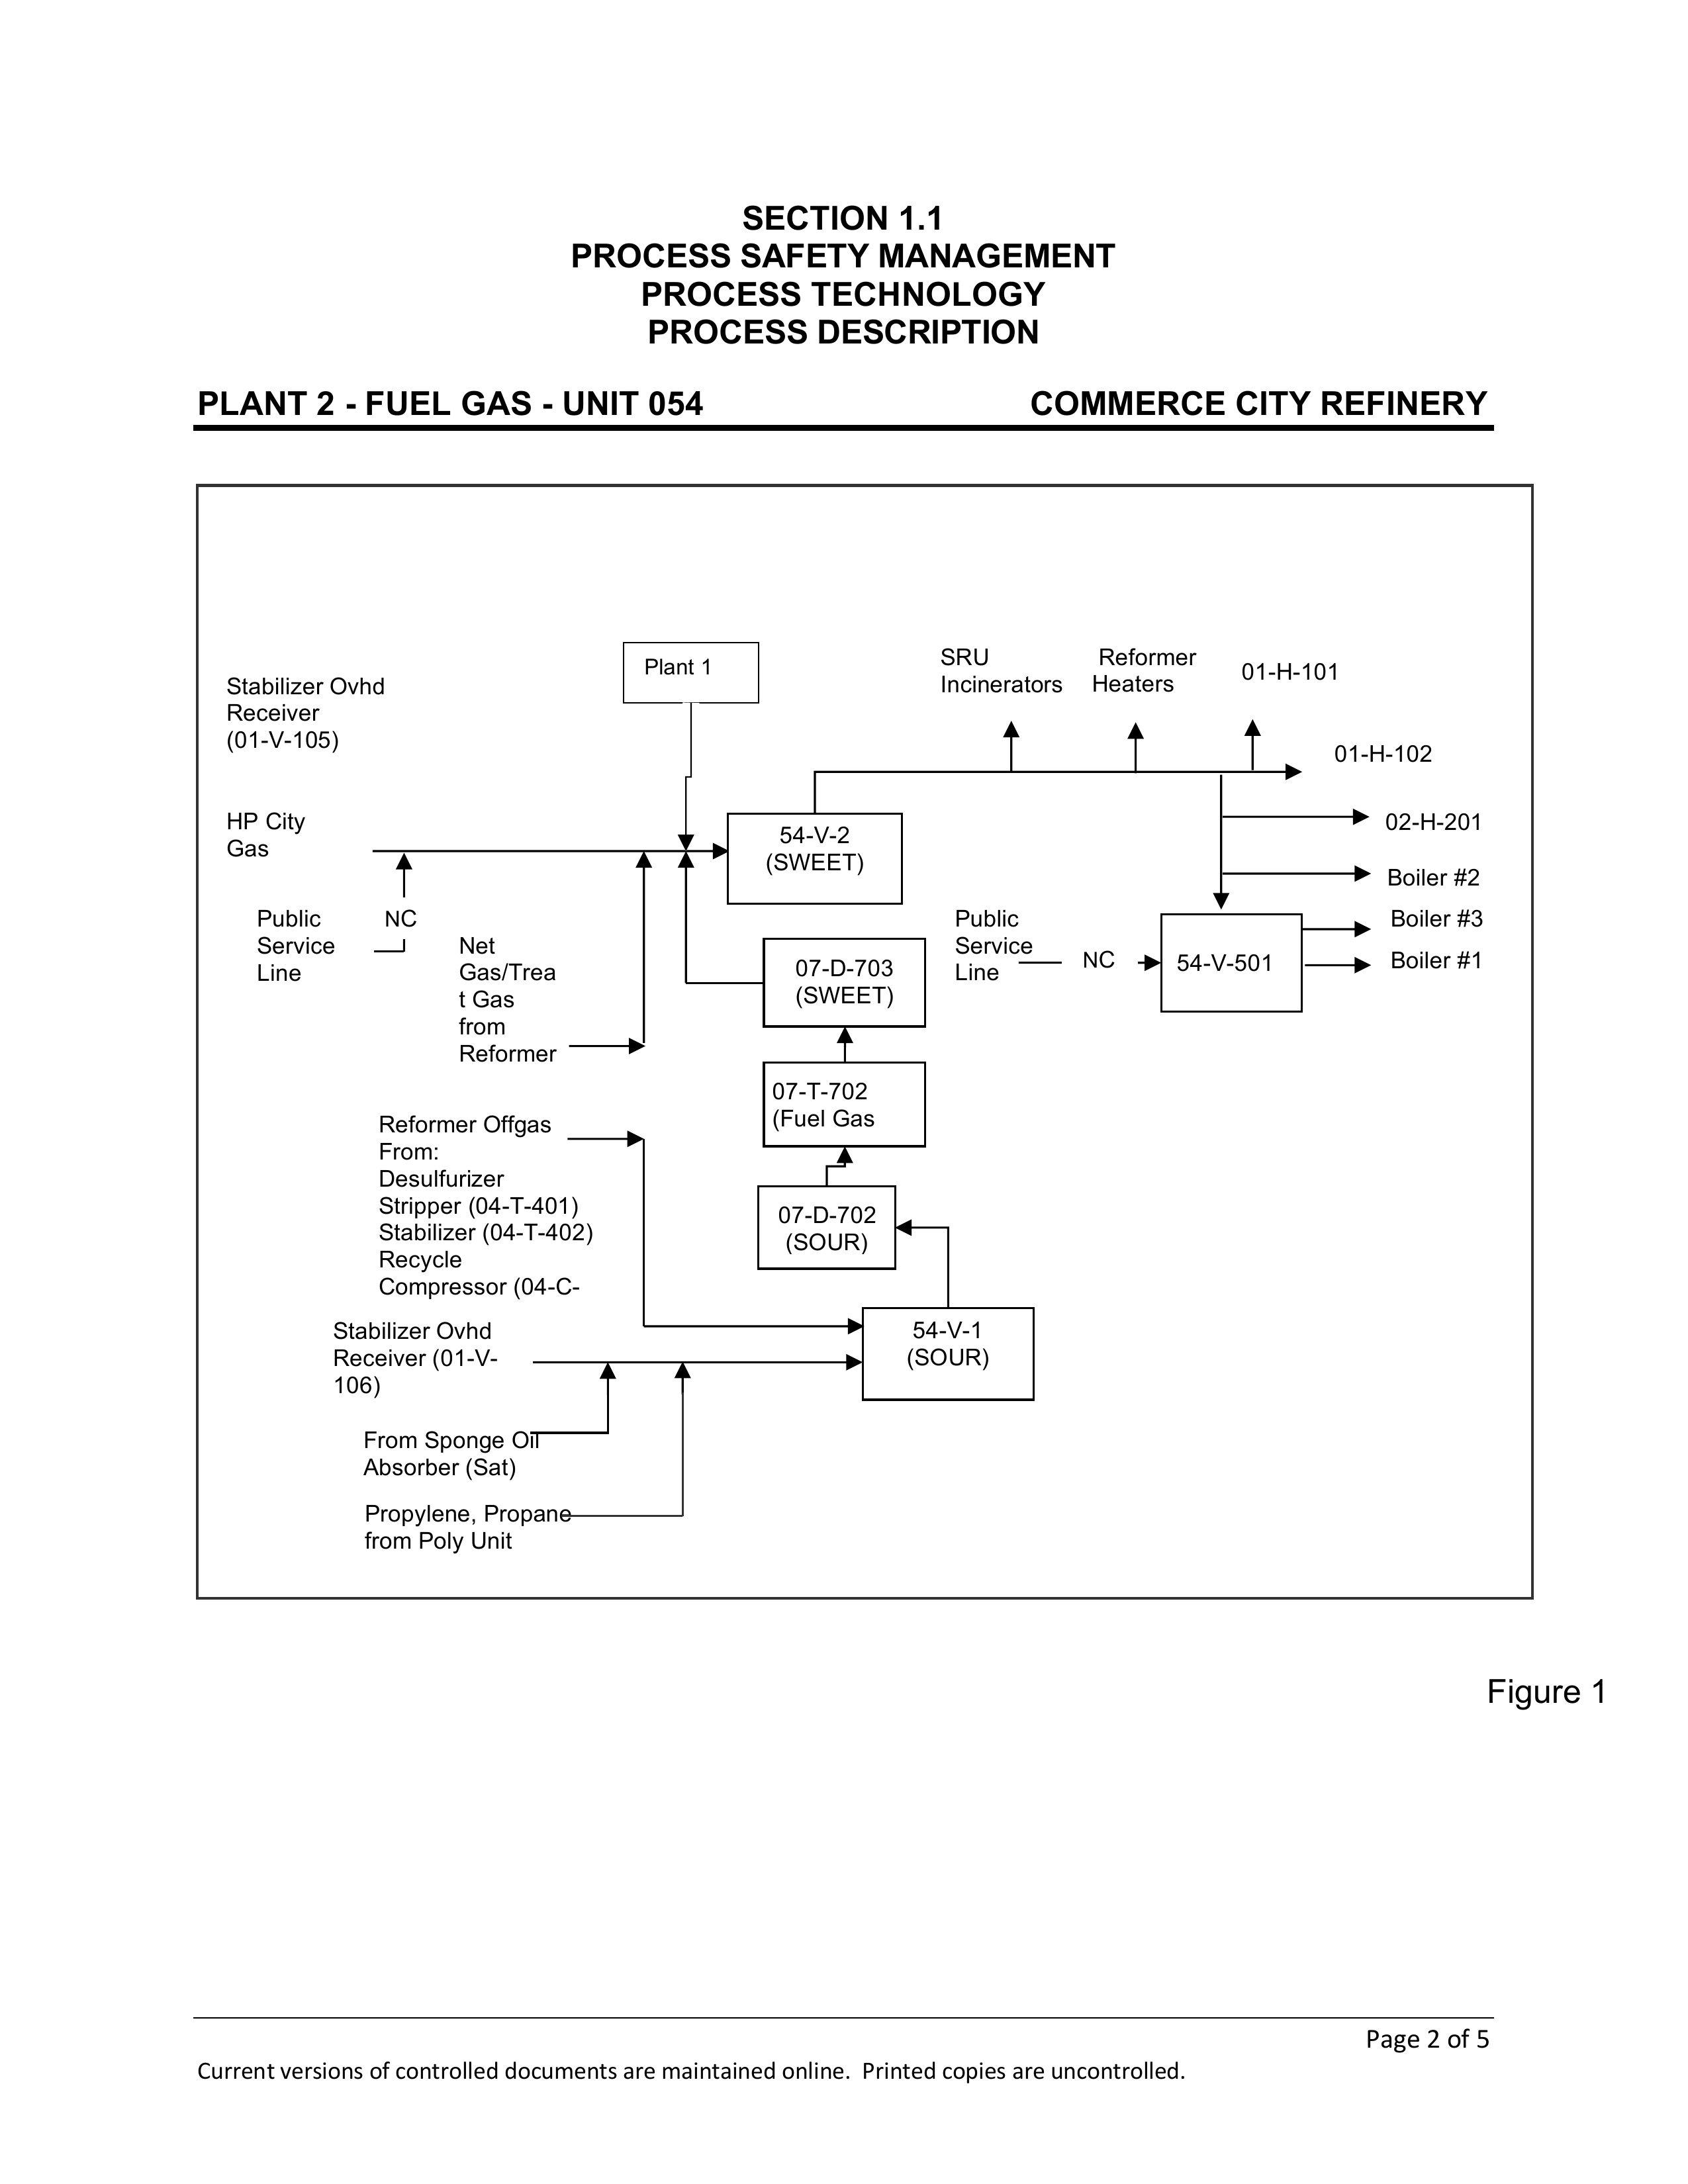 SECTION 1.1
PROCESS SAFETY MANAGEMENT
PROCESS TECHNOLOGY
PROCESS DESCRIPTION
PLANT 2 - FUEL GAS - UNIT 054 COMMERCE CITY REFINERY
Stabilizer Ovhd
Receiver
(01-V-105)
Plant 1
SRU
Incinerators
Reformer
Heaters
01-H-101
01-H-102
HP City
Gas
54-V-2
(SWEET)
02-H-201
Boiler #2
Boiler #3
Boiler #1
Public
Service
Line
NC
Net
Gas/Trea
t Gas
from
Reformer
07-D-703
(SWEET)
Public
Service
Line
NC
54-V-501
07-T-702
(Fuel Gas
Reformer Offgas
From:
Desulfurizer
Stripper (04-T-401)
Stabilizer (04-T-402)
Recycle
Compressor (04-C-
07-D-702
(SOUR)
Stabilizer Ovhd
Receiver (01-V-
106)
54-V-1
(SOUR)
From Sponge Oil
Absorber (Sat)
Propylene, Propane
from Poly Unit
Figure 1
Page 2 of 5
Current versions of controlled documents are maintained online.  Printed copies are uncontrolled.